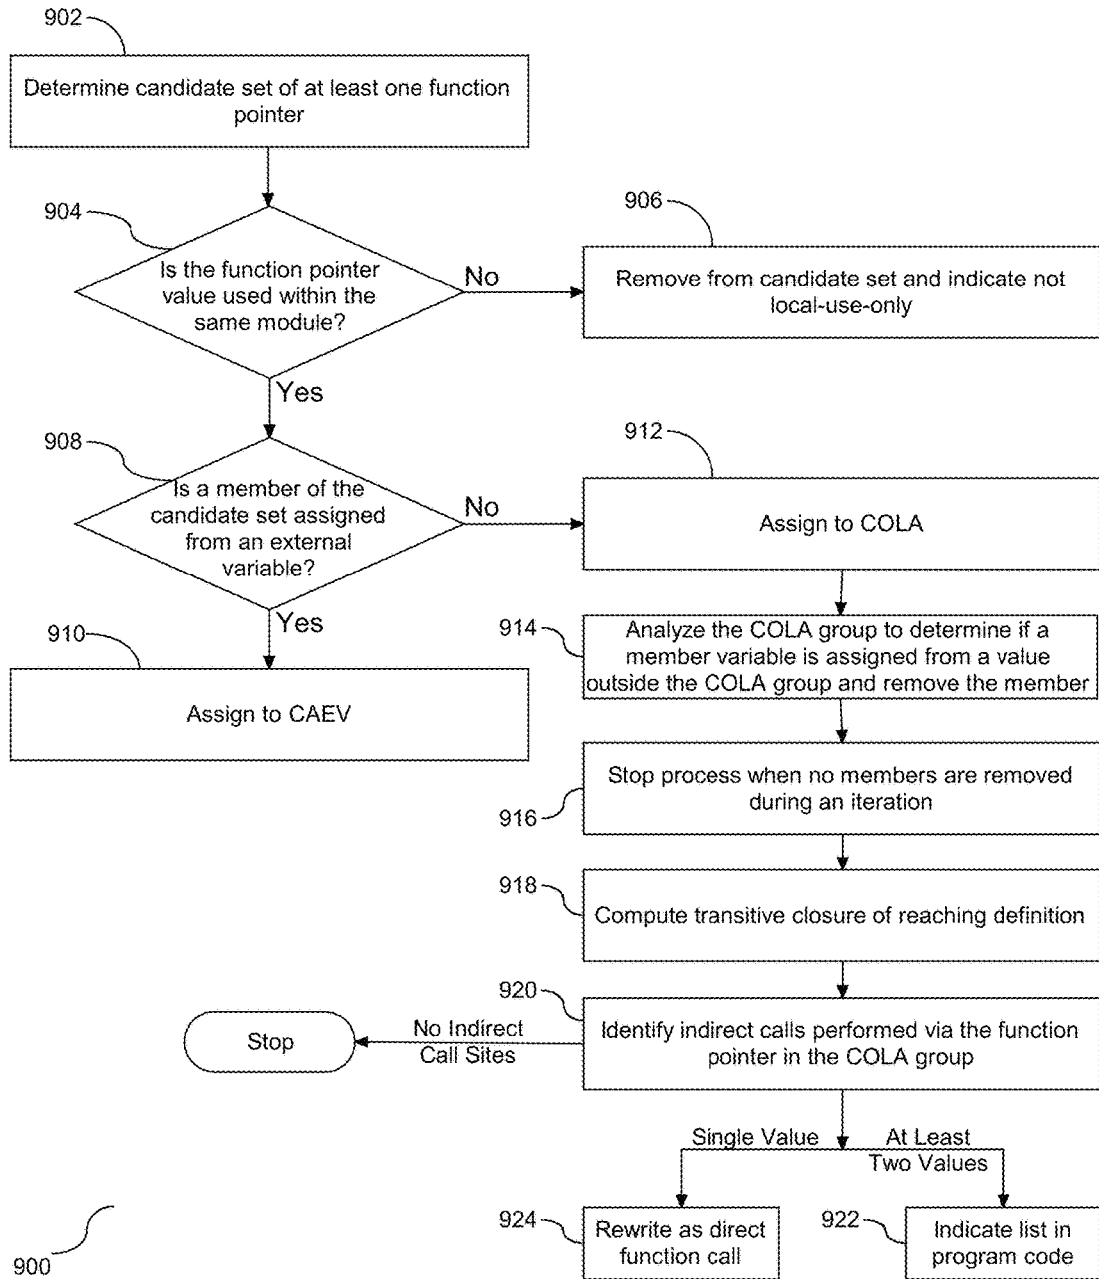 902
Determine candidate set of at least one function
pointer
904
Is the function pointer
value used within the
same module?
No
906
Remove from candidate set and indicate not
local-use-only
Yes
908
Is a member of the
candidate set assigned
from an external
variable?
No
912
Assign to COLA
Yes
910
Assign to CAEV
914
Analyze the COLA group to determine if a
member variable is assigned from a value
outside the COLA group and remove the member
916
Stop process when no members are removed
during an iteration
918
Compute transitive closure of reaching definition
920
Identify indirect calls performed via the function
pointer in the COLA group
No Indirect
Call Sites
Stop
Single Value
At Least
Two Values
924
Rewrite as direct
function call
922
Indicate list in
program code
900